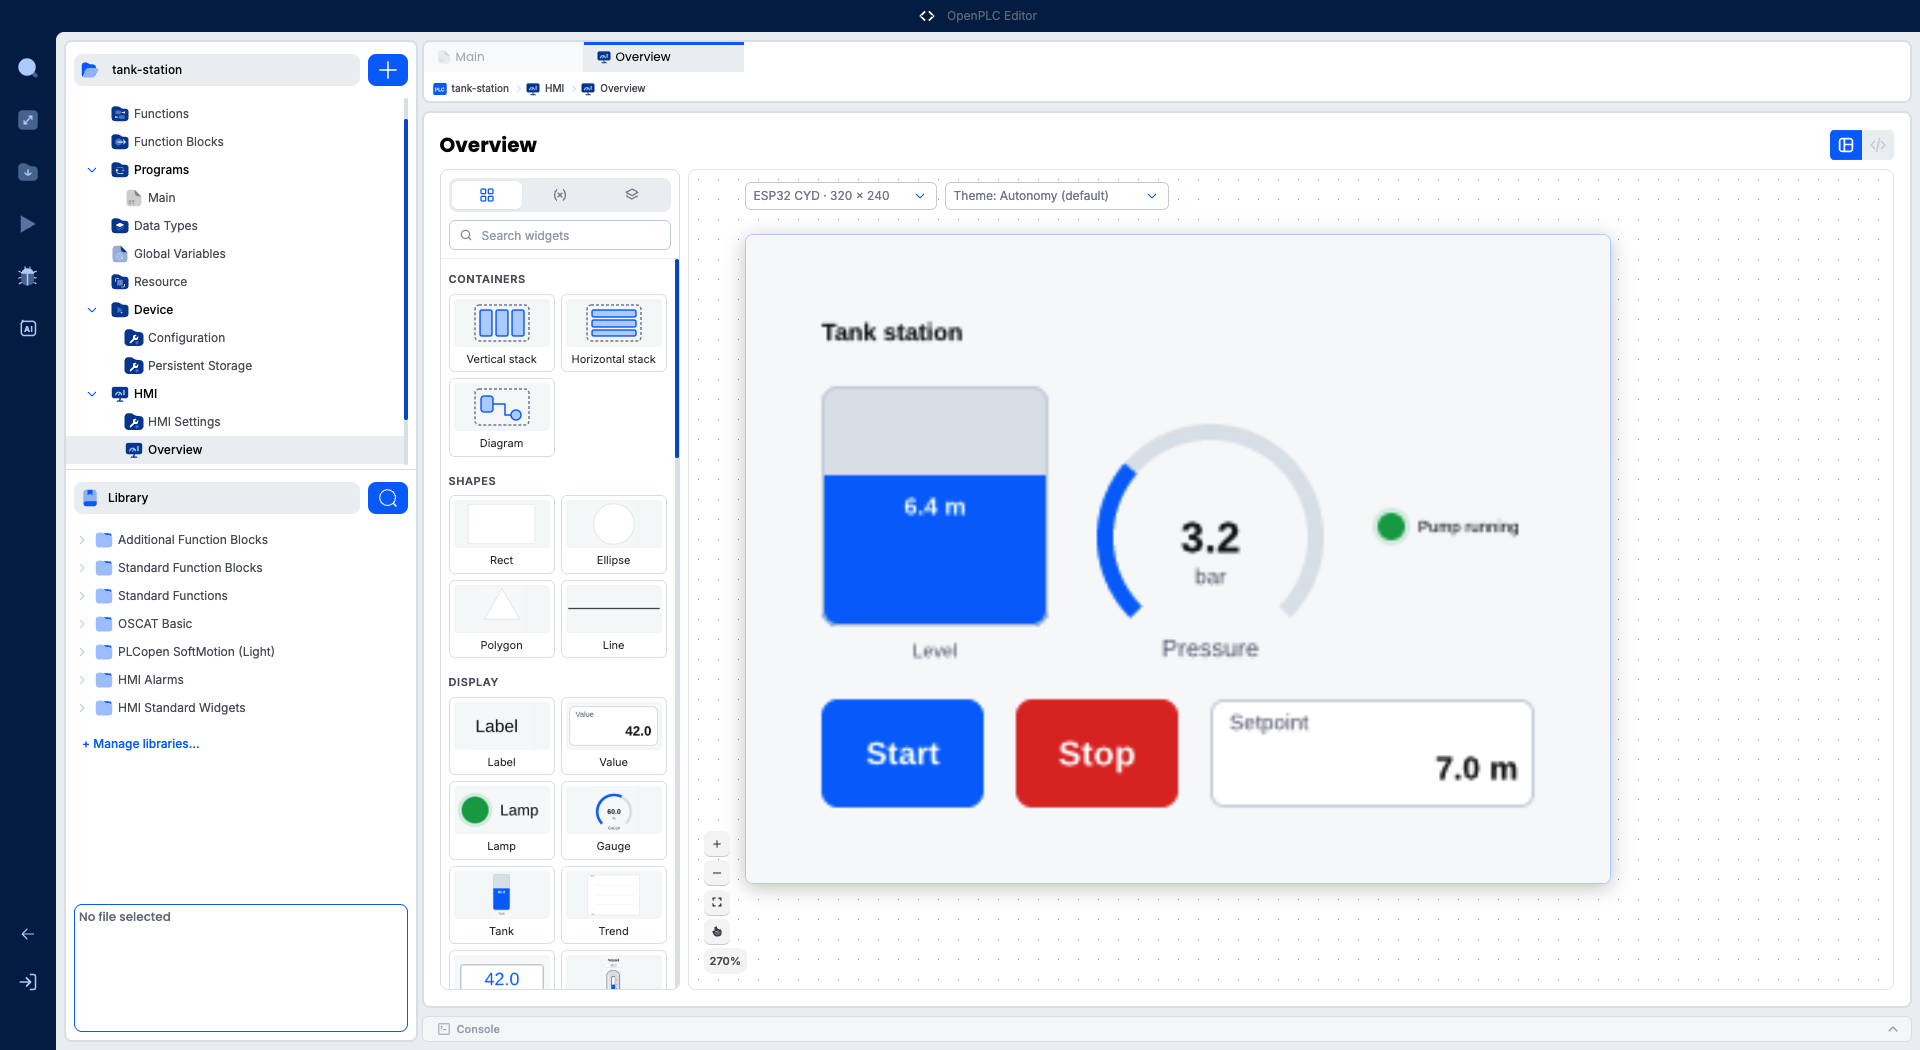 OpenPLC Editor
tank-station
Functions
Function Blocks
Programs
Main
Data Types
Global Variables
Resource
Device
Configuration
Persistent Storage
HMI
HMI Settings
Overview
Library
Additional Function Blocks
Standard Function Blocks
Standard Functions
OSCAT Basic
PLCopen SoftMotion (Light)
HMI Alarms
HMI Standard Widgets
+ Manage libraries...
No file selected
AI
Main
Overview
PLC tank-station
HMI
Overview
Overview
(x)
Search widgets
CONTAINERS
Vertical stack
Horizontal stack
Diagram
SHAPES
Rect
Ellipse
Polygon
Line
DISPLAY
Label
Label
Value
42.0
Value
Lamp
Lamp
60.0
Gauge
Gauge
Tank
Trend
42.0
ESP32 CYD · 320 × 240
Theme: Autonomy (default)
Tank station
6.4 m
Level
3.2
bar
Pressure
Pump running
Start
Stop
Setpoint
7.0 m
270%
Console